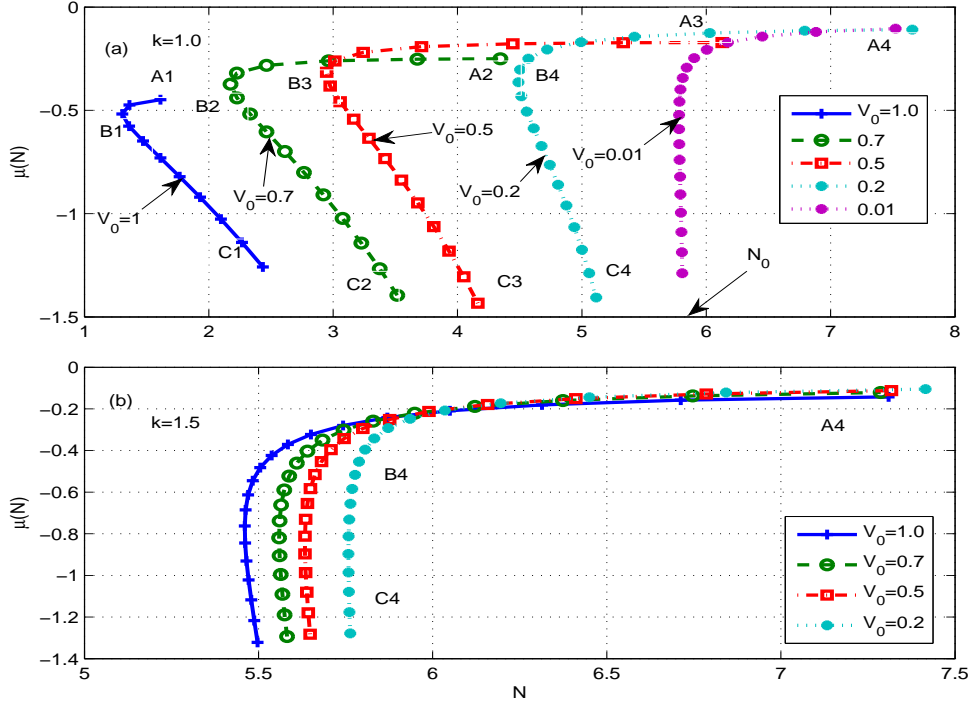 0
(a)
k=1.0
A3
A4
A1
A2
B4
B3
B2
B1
−0.5
V₀=1.0
0.7
0.5
0.2
0.01
V₀=0.5
V₀=0.01
V₀=0.2
V₀=0.7
V₀=1
μ(N)
−1
C1
C2
C3
C4
N₀
−1.5
1 2 3 4 5 6 7 8
0
(b)
k=1.5
−0.2
A4
−0.4
B4
−0.6
μ(N)
−0.8
V₀=1.0
V₀=0.7
V₀=0.5
V₀=0.2
−1
C4
−1.2
−1.4
5 5.5 6 6.5 7 7.5
N